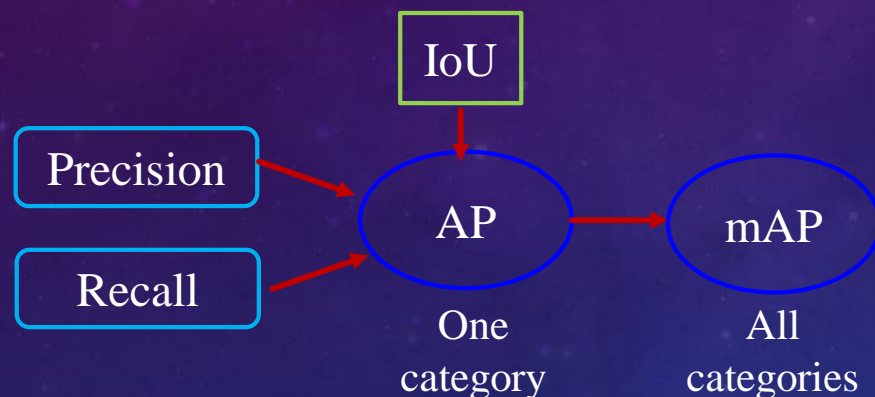 IoU
Precision
AP
mAP
Recall
One
category
All
categories